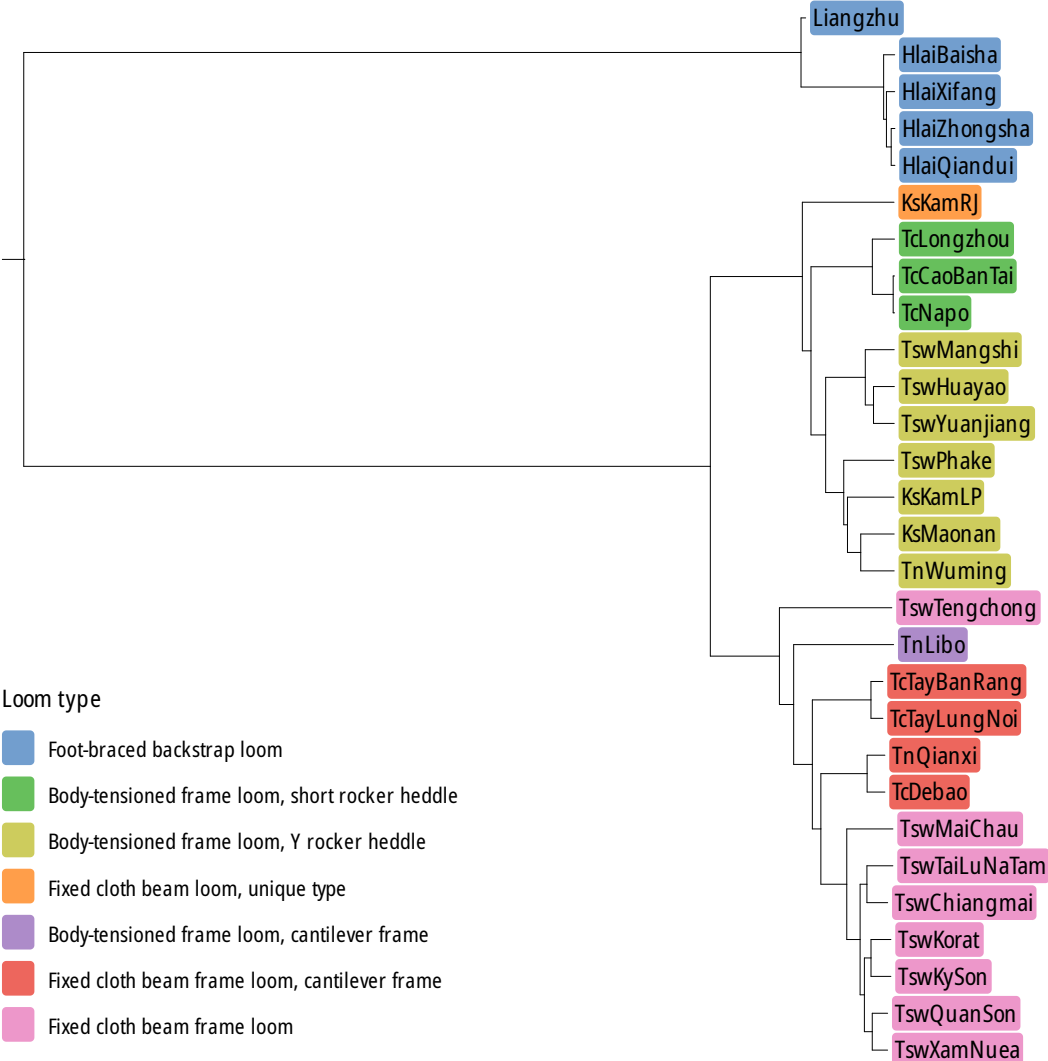 Liangzhu
HlaiBaisha
HlaiXifang
HlaiZhongsha
HlaiQiandui
KsKamRJ
TcLongzhou
TcCaoBanTai
TcNapo
TswMangshi
TswHuayao
TswYuanjiang
TswPhake
KsKamLP
KsMaonan
TnWuming
TswTengchong
TnLibo
TcTayBanRang
TcTayLungNoi
TnQianxi
TcDebao
TswMaiChau
TswTaiLuNaTam
TswChiangmai
TswKorat
TswKySon
TswQuanSon
TswXamNuea
Loom type
Foot-braced backstrap loom
Body-tensioned frame loom, short rocker heddle
Body-tensioned frame loom, Y rocker heddle
Fixed cloth beam loom, unique type
Body-tensioned frame loom, cantilever frame
Fixed cloth beam frame loom, cantilever frame
Fixed cloth beam frame loom